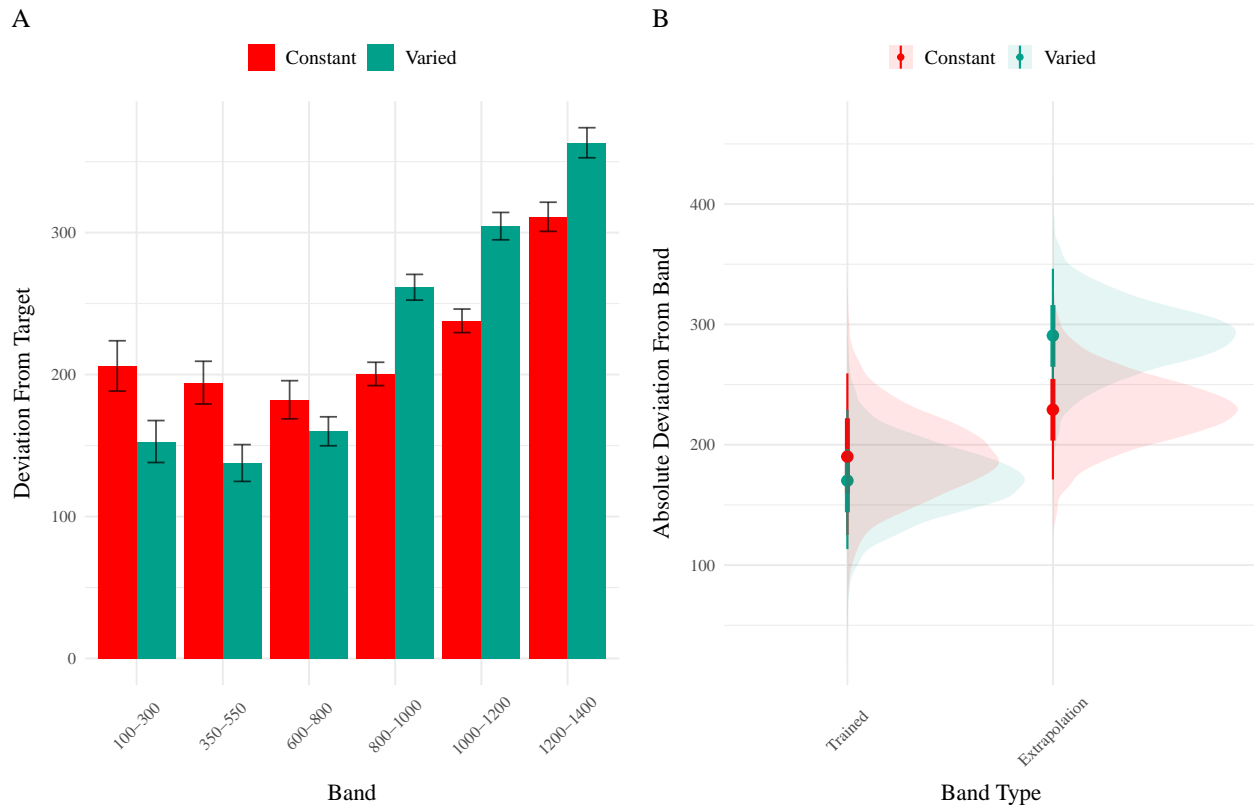 A
Constant Varied
Deviation From Target
300
200
100
0
100–300
350–550
600–800
800–1000
1000–1200
1200–1400
Band
B
Constant Varied
Absolute Deviation From Band
400
300
200
100
Trained
Extrapolation
Band Type